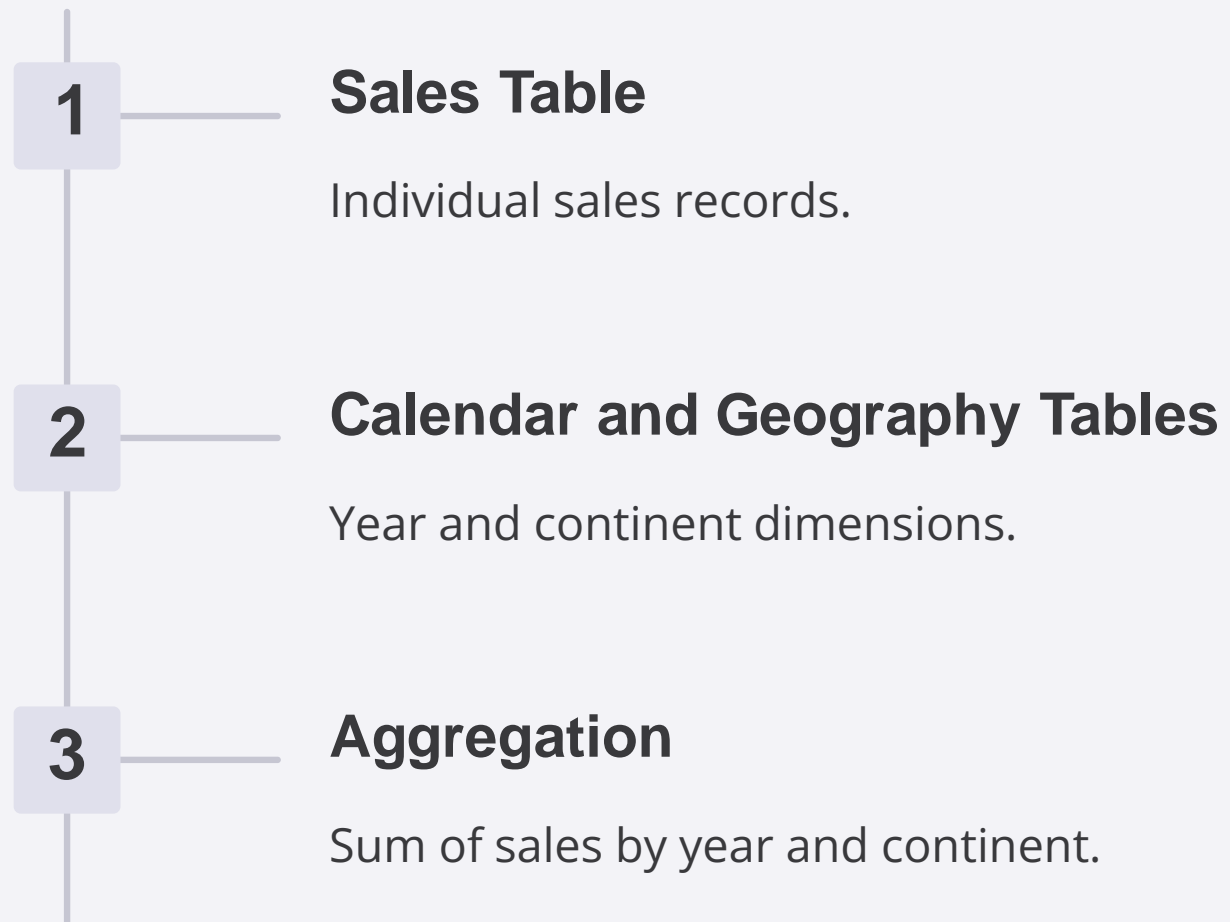 1
Sales Table
Individual sales records.
2
Calendar and Geography Tables
Year and continent dimensions.
3
Aggregation
Sum of sales by year and continent.